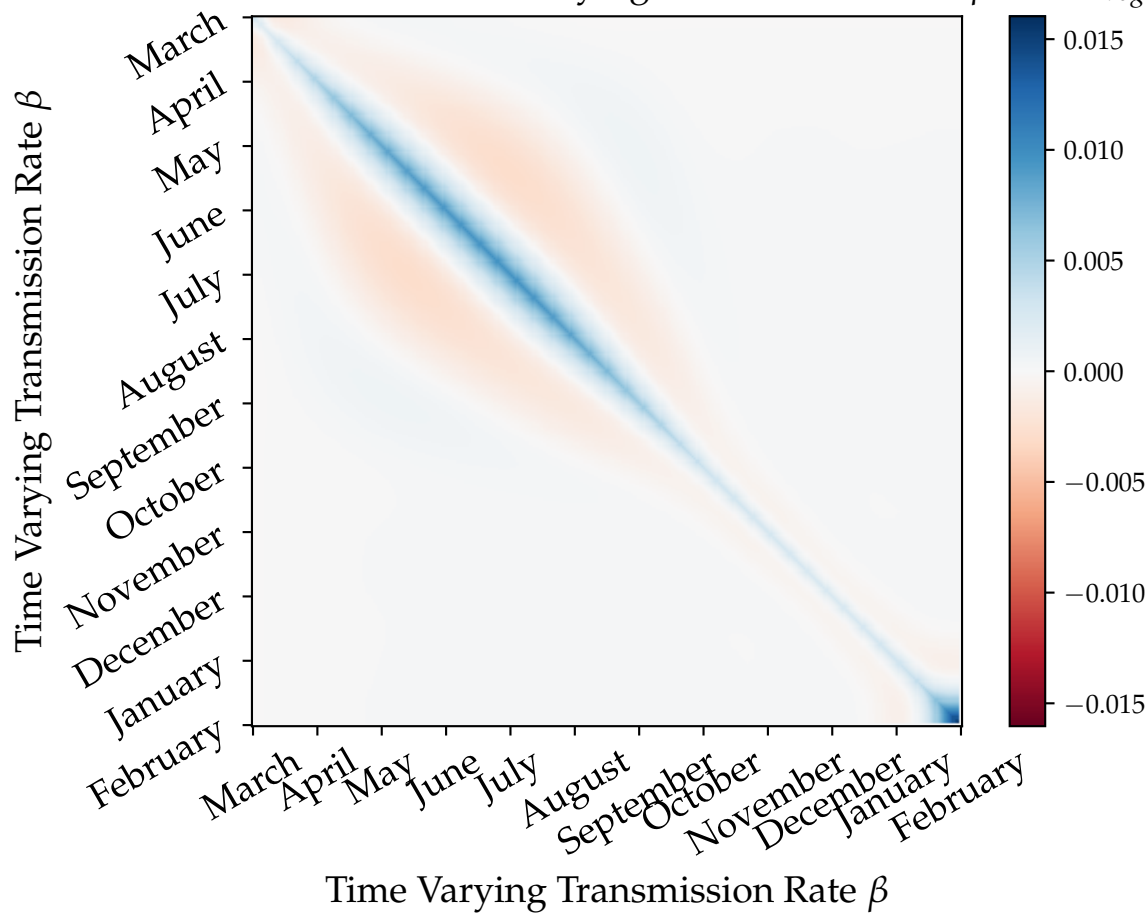 March
April
May
June
July
August
September
October
November
December
January
February
Time Varying Transmission Rate β
0.015
0.010
0.005
0.000
−0.005
−0.010
−0.015
March
April
May
June
July
August
September
October
November
December
January
February
Time Varying Transmission Rate β